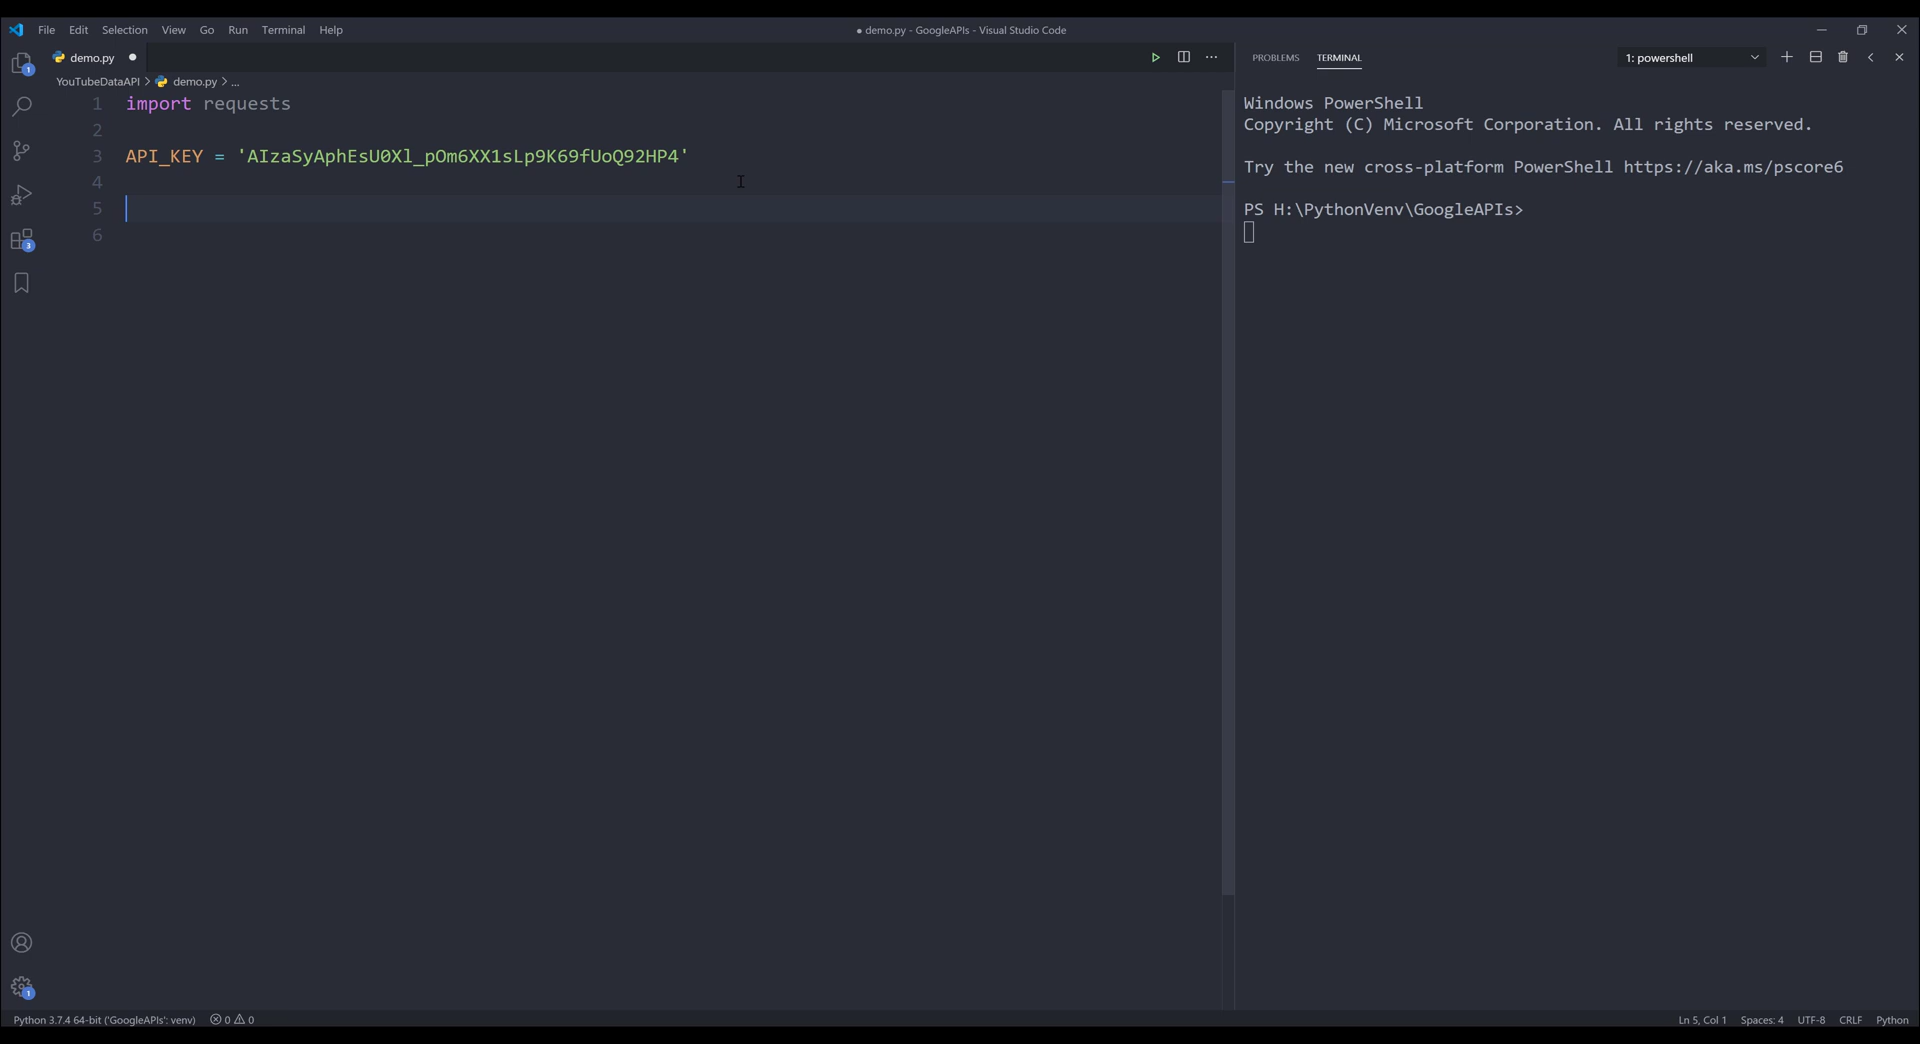 File Edit Selection View Go Run Terminal Help
● demo.py - GoogleAPIs - Visual Studio Code
demo.py ●
PROBLEMS TERMINAL
1: powershell
YouTubeDataAPI > demo.py > ...
1 import requests
2
3 API_KEY = 'AIzaSyAphEsU0Xl_pOm6XX1sLp9K69fUoQ92HP4'
4
5
6
Windows PowerShell
Copyright (C) Microsoft Corporation. All rights reserved.
Try the new cross-platform PowerShell https://aka.ms/pscore6
PS H:\PythonVenv\GoogleAPIs>
1
3
1
Python 3.7.4 64-bit ('GoogleAPIs': venv) 0 0
Ln 5, Col 1 Spaces: 4 UTF-8 CRLF Python